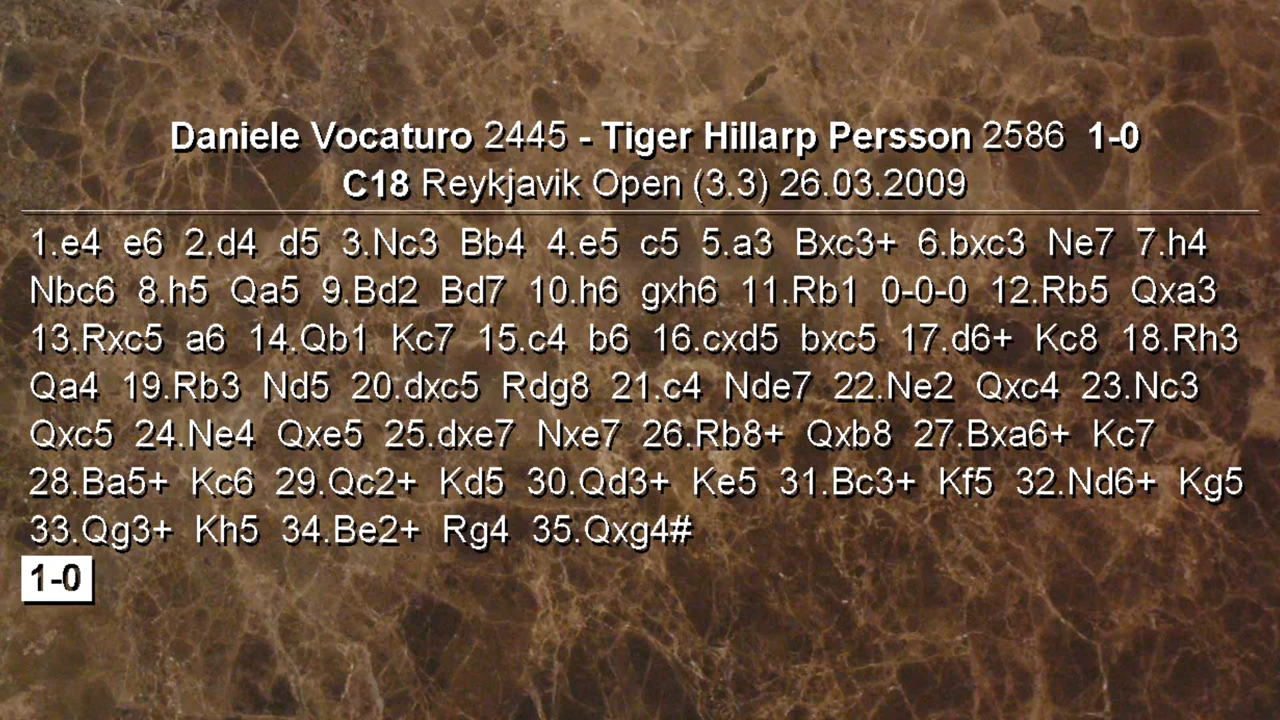 Daniele Vocaturo 2445 - Tiger Hillarp Persson 2586 1-0
C18 Reykjavik Open (3.3) 26.03.2009
1.e4 e6 2.d4 d5 3.Nc3 Bb4 4.e5 c5 5.a3 Bxc3+ 6.bxc3 Ne7 7.h4
Nbc6 8.h5 Qa5 9.Bd2 Bd7 10.h6 gxh6 11.Rb1 0-0-0 12.Rb5 Qxa3
13.Rxc5 a6 14.Qb1 Kc7 15.c4 b6 16.cxd5 bxc5 17.d6+ Kc8 18.Rh3
Qa4 19.Rb3 Nd5 20.dxc5 Rdg8 21.c4 Nde7 22.Ne2 Qxc4 23.Nc3
Qxc5 24.Ne4 Qxe5 25.dxe7 Nxe7 26.Rb8+ Qxb8 27.Bxa6+ Kc7
28.Ba5+ Kc6 29.Qc2+ Kd5 30.Qd3+ Ke5 31.Bc3+ Kf5 32.Nd6+ Kg5
33.Qg3+ Kh5 34.Be2+ Rg4 35.Qxg4#
1-0